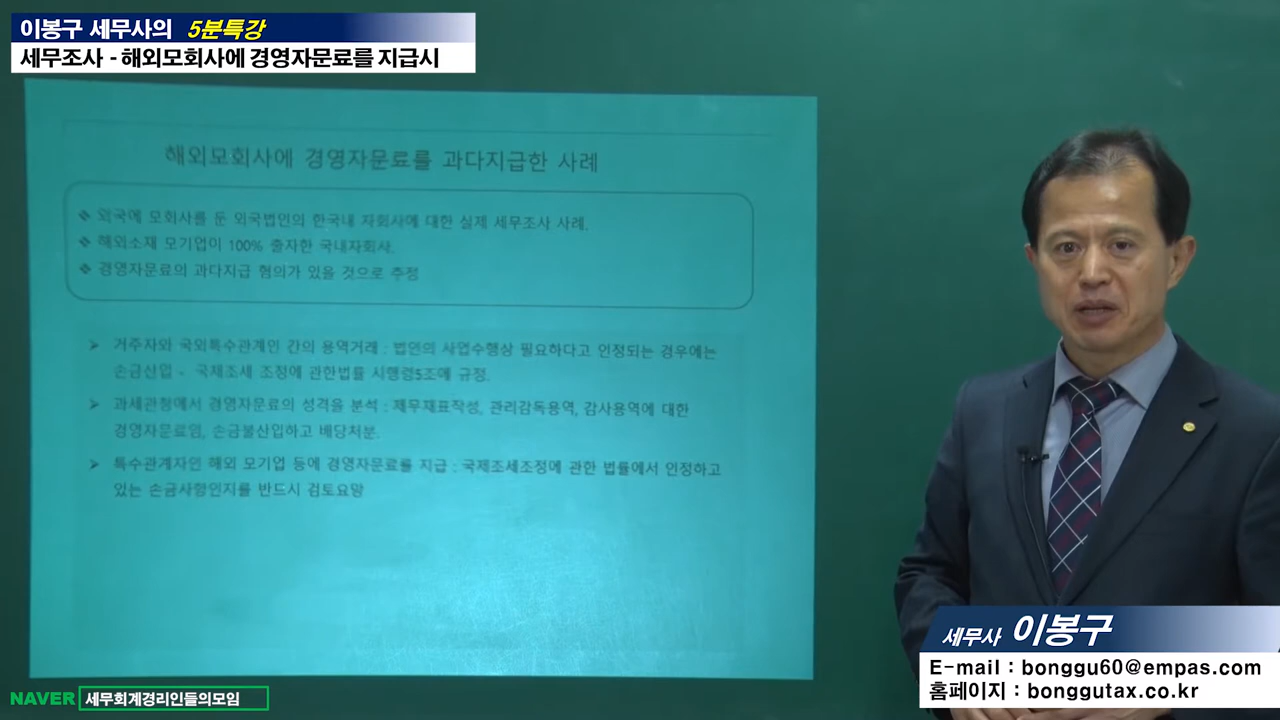 이봉구 세무사의 5분특강
세무조사 - 해외모회사에 경영자문료를 지급시
해외모회사에 경영자문료를 과다지급한 사례
❖ 외국에 모회사를 둔 외국법인의 한국내 자회사에 대한 실제 세무조사 사례.
❖ 해외소재 모기업이 100% 출자한 국내자회사.
❖ 경영자문료의 과다지급 혐의가 있을 것으로 추정
➢ 거주자와 국외특수관계인 간의 용역거래 : 법인의 사업수행상 필요하다고 인정되는 경우에는
손금산업 - 국제조세 조정에 관한법률 시행령5조에 규정.
➢ 과세관청에서 경영자문료의 성격을 분석 : 재무재표작성, 관리감독용역, 감사용역에 대한
경영자문료임, 손금불산입하고 배당처분.
➢ 특수관계자인 해외 모기업 등에 경영자문료를 지급 : 국제조세조정에 관한 법률에서 인정하고
있는 손금사항인지를 반드시 검토요망
세무사 이봉구
E-mail : bonggu60@empas.com
홈페이지 : bonggutax.co.kr
NAVER 세무회계경리인들의모임